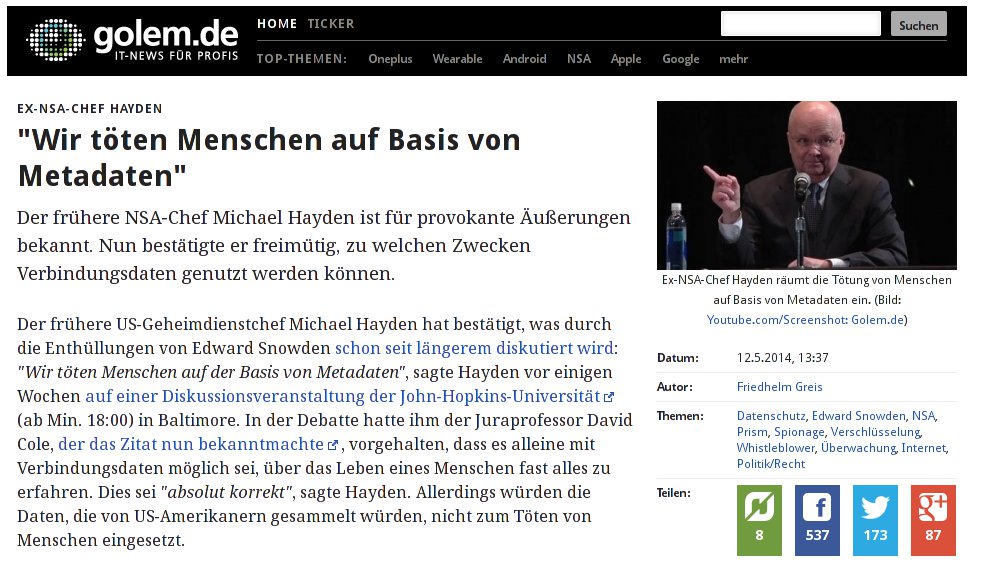 golem.de
IT-NEWS FÜR PROFIS
HOME TICKER
Suchen
TOP-THEMEN: Oneplus Wearable Android NSA Apple Google mehr
EX-NSA-CHEF HAYDEN
"Wir töten Menschen auf Basis von
Metadaten"
Der frühere NSA-Chef Michael Hayden ist für provokante Äußerungen
bekannt. Nun bestätigte er freimütig, zu welchen Zwecken
Verbindungsdaten genutzt werden können.
Der frühere US-Geheimdienstchef Michael Hayden hat bestätigt, was durch
die Enthüllungen von Edward Snowden schon seit längerem diskutiert wird:
"Wir töten Menschen auf der Basis von Metadaten", sagte Hayden vor einigen
Wochen auf einer Diskussionsveranstaltung der John-Hopkins-Universität
(ab Min. 18:00) in Baltimore. In der Debatte hatte ihm der Juraprofessor David
Cole, der das Zitat nun bekanntmachte , vorgehalten, dass es alleine mit
Verbindungsdaten möglich sei, über das Leben eines Menschen fast alles zu
erfahren. Dies sei "absolut korrekt", sagte Hayden. Allerdings würden die
Daten, die von US-Amerikanern gesammelt würden, nicht zum Töten von
Menschen eingesetzt.
Ex-NSA-Chef Hayden räumt die Tötung von Menschen
auf Basis von Metadaten ein. (Bild:
Youtube.com/Screenshot: Golem.de)
Datum: 12.5.2014, 13:37
Autor: Friedhelm Greis
Themen: Datenschutz, Edward Snowden, NSA,
Prism, Spionage, Verschlüsselung,
Whistleblower, Überwachung, Internet,
Politik/Recht
Teilen:
8 537 173 87